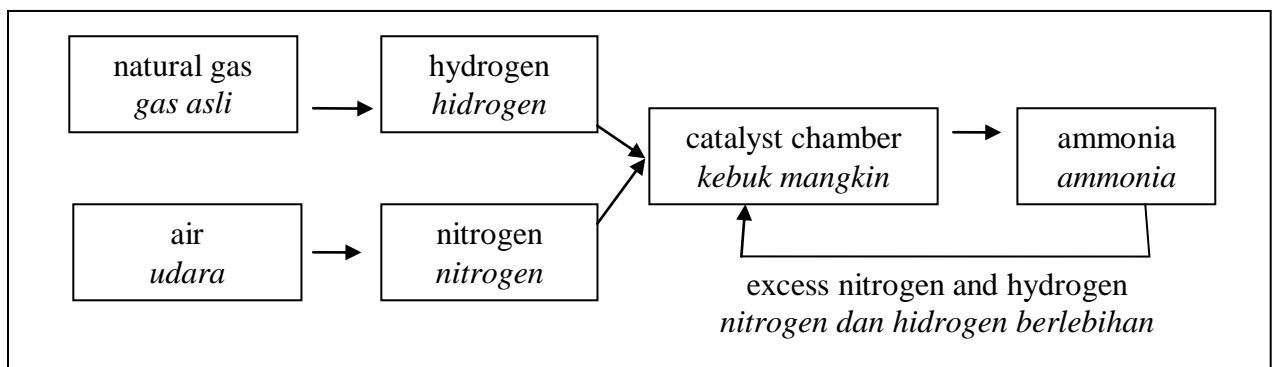 natural gas
gas asli
hydrogen
hidrogen
catalyst chamber
kebuk mangkin
ammonia
ammonia
air
udara
nitrogen
nitrogen
excess nitrogen and hydrogen
nitrogen dan hidrogen berlebihan